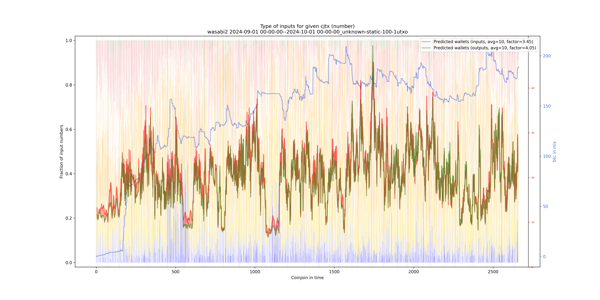 Type of inputs for given cjtx (number)
wasabi2 2024-09-01 00-00-00--2024-10-01 00-00-00_unknown-static-100-1utxo
Predicted wallets (inputs, avg=10, factor=3.45)
Predicted wallets (outputs, avg=10, factor=4.05)
1.0
0.8
0.6
0.4
0.2
0.0
Fraction of input numbers
0
500
1000
1500
2000
2500
Coinjoin in time
200
150
100
50
0
btc in mix